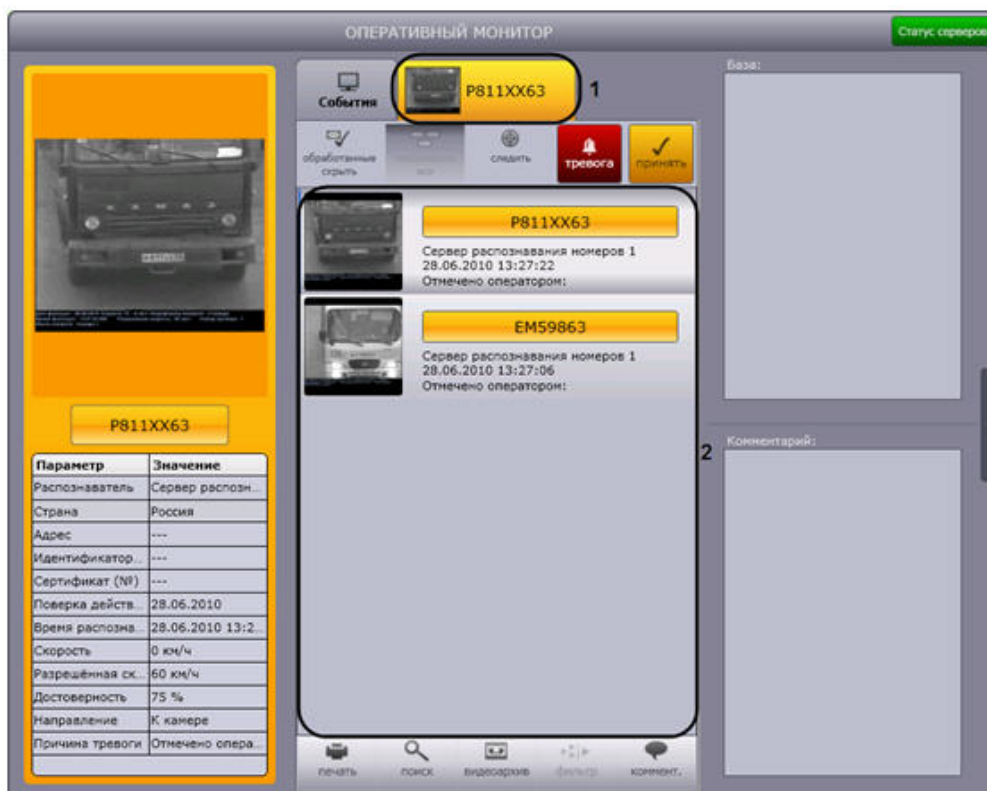 ОПЕРАТИВНЫЙ МОНИТОР
Статус серверов
P811XX63
Параметр Значение
Распознаватель Сервер распозн...
Страна Россия
Адрес ---
Идентификатор... ---
Сертификат (№) ---
Поверка действ... 28.06.2010
Время распозна... 28.06.2010 13:2...
Скорость 0 км/ч
Разрешённая ск... 60 км/ч
Достоверность 75 %
Направление К камере
Причина тревоги Отмечено опера...
События
P811XX63 1
обработанные скрыть
все
следить
тревога
принять
P811XX63
Сервер распознавания номеров 1
28.06.2010 13:27:22
Отмечено оператором:
EM59863
Сервер распознавания номеров 1
28.06.2010 13:27:06
Отмечено оператором:
2
печать
поиск
видеоархив
фильтр
коммент.
База:
Комментарий: